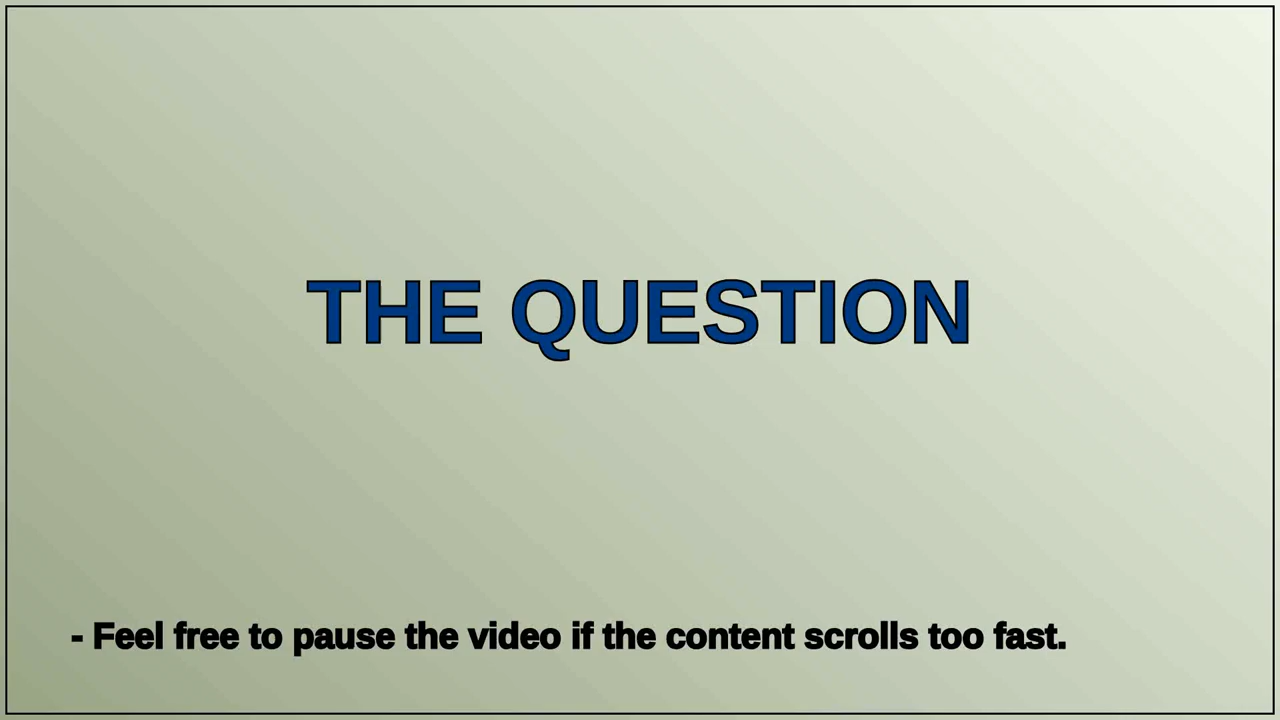 THE QUESTION
- Feel free to pause the video if the content scrolls too fast.